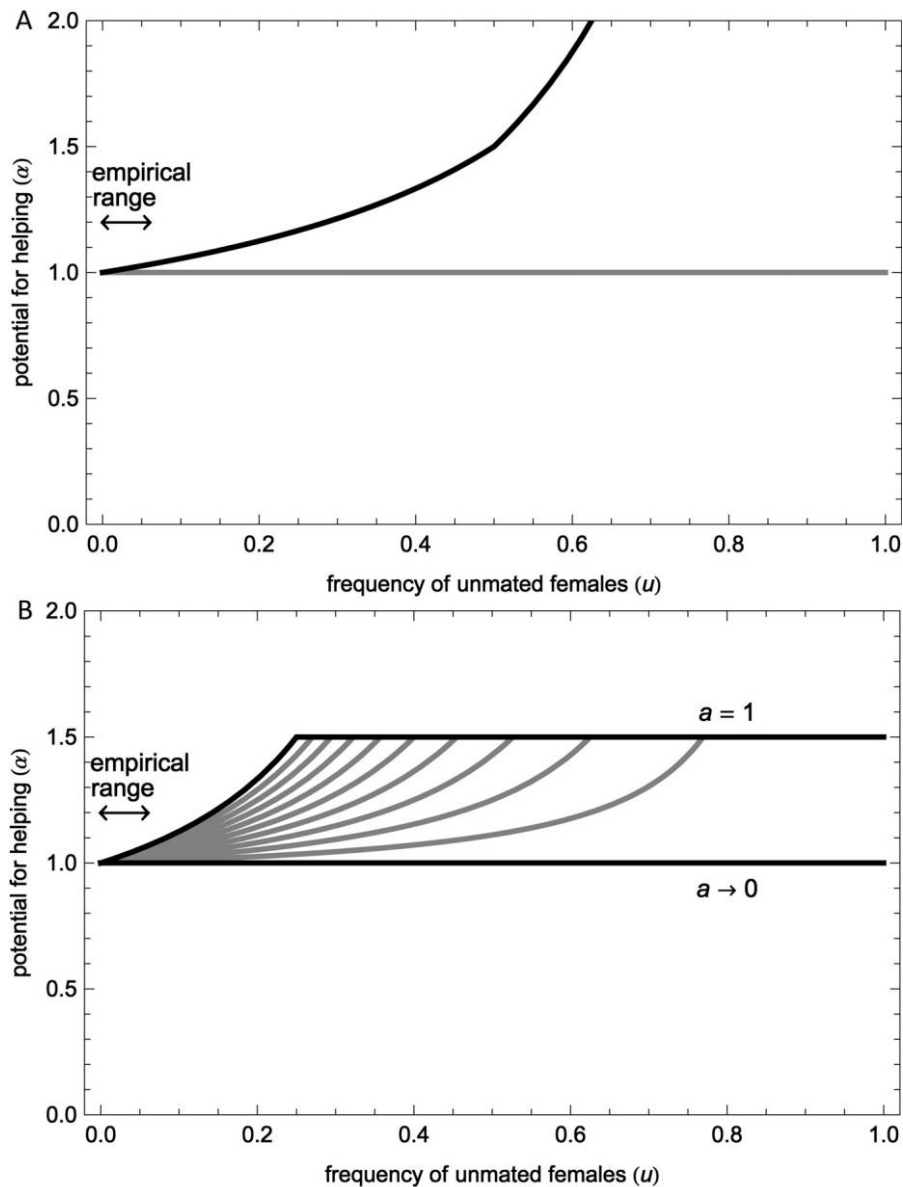 A
2.0
1.5
1.0
0.5
0.0
potential for helping (α)
empirical
range
0.0 0.2 0.4 0.6 0.8 1.0
frequency of unmated females (u)
B
2.0
1.5
1.0
0.5
0.0
potential for helping (α)
empirical
range
a = 1
a → 0
0.0 0.2 0.4 0.6 0.8 1.0
frequency of unmated females (u)